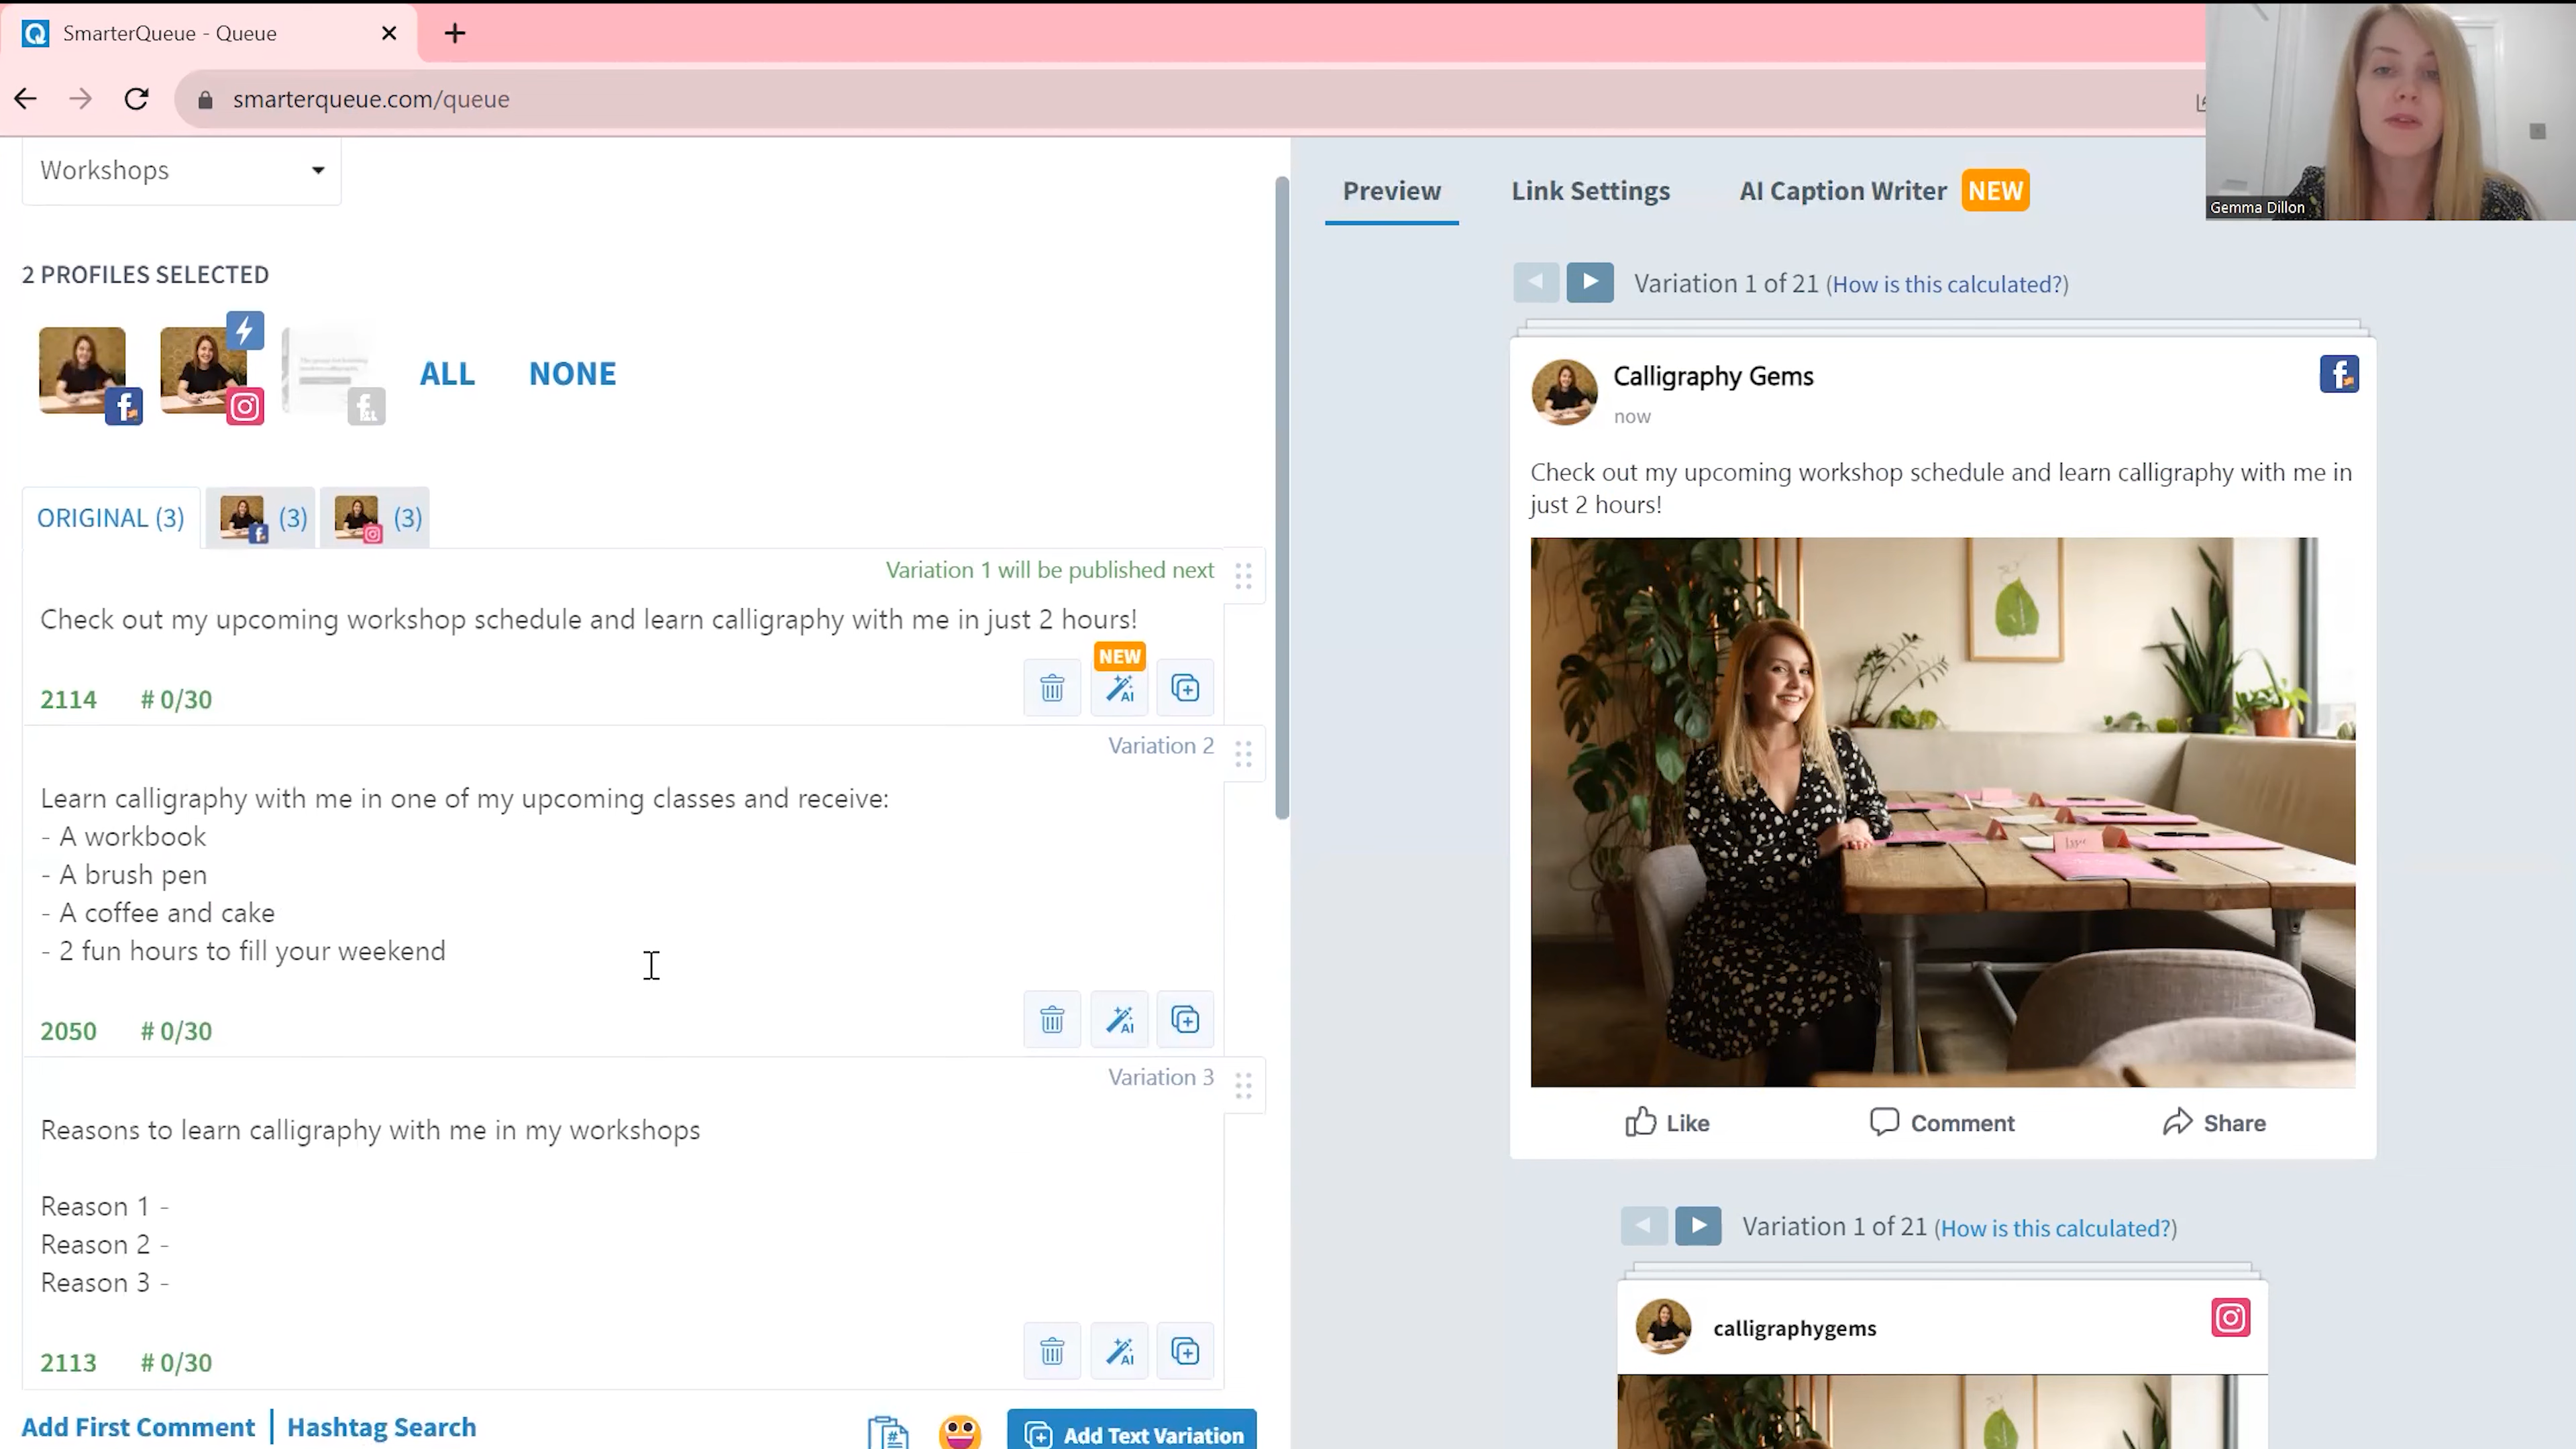 SmarterQueue - Queue
smarterqueue.com/queue
Gemma Dillon
Workshops
2 PROFILES SELECTED
ALL NONE
ORIGINAL (3) (3) (3)
Variation 1 will be published next
Check out my upcoming workshop schedule and learn calligraphy with me in just 2 hours!
NEW
AI
2114 # 0/30
Variation 2
Learn calligraphy with me in one of my upcoming classes and receive:
- A workbook
- A brush pen
- A coffee and cake
- 2 fun hours to fill your weekend
AI
2050 # 0/30
Variation 3
Reasons to learn calligraphy with me in my workshops
Reason 1 -
Reason 2 -
Reason 3 -
AI
2113 # 0/30
Add First Comment | Hashtag Search
#
Add Text Variation
Preview Link Settings AI Caption Writer NEW
Variation 1 of 21 (How is this calculated?)
Calligraphy Gems
now
Check out my upcoming workshop schedule and learn calligraphy with me in
just 2 hours!
Like Comment Share
Variation 1 of 21 (How is this calculated?)
calligraphygems